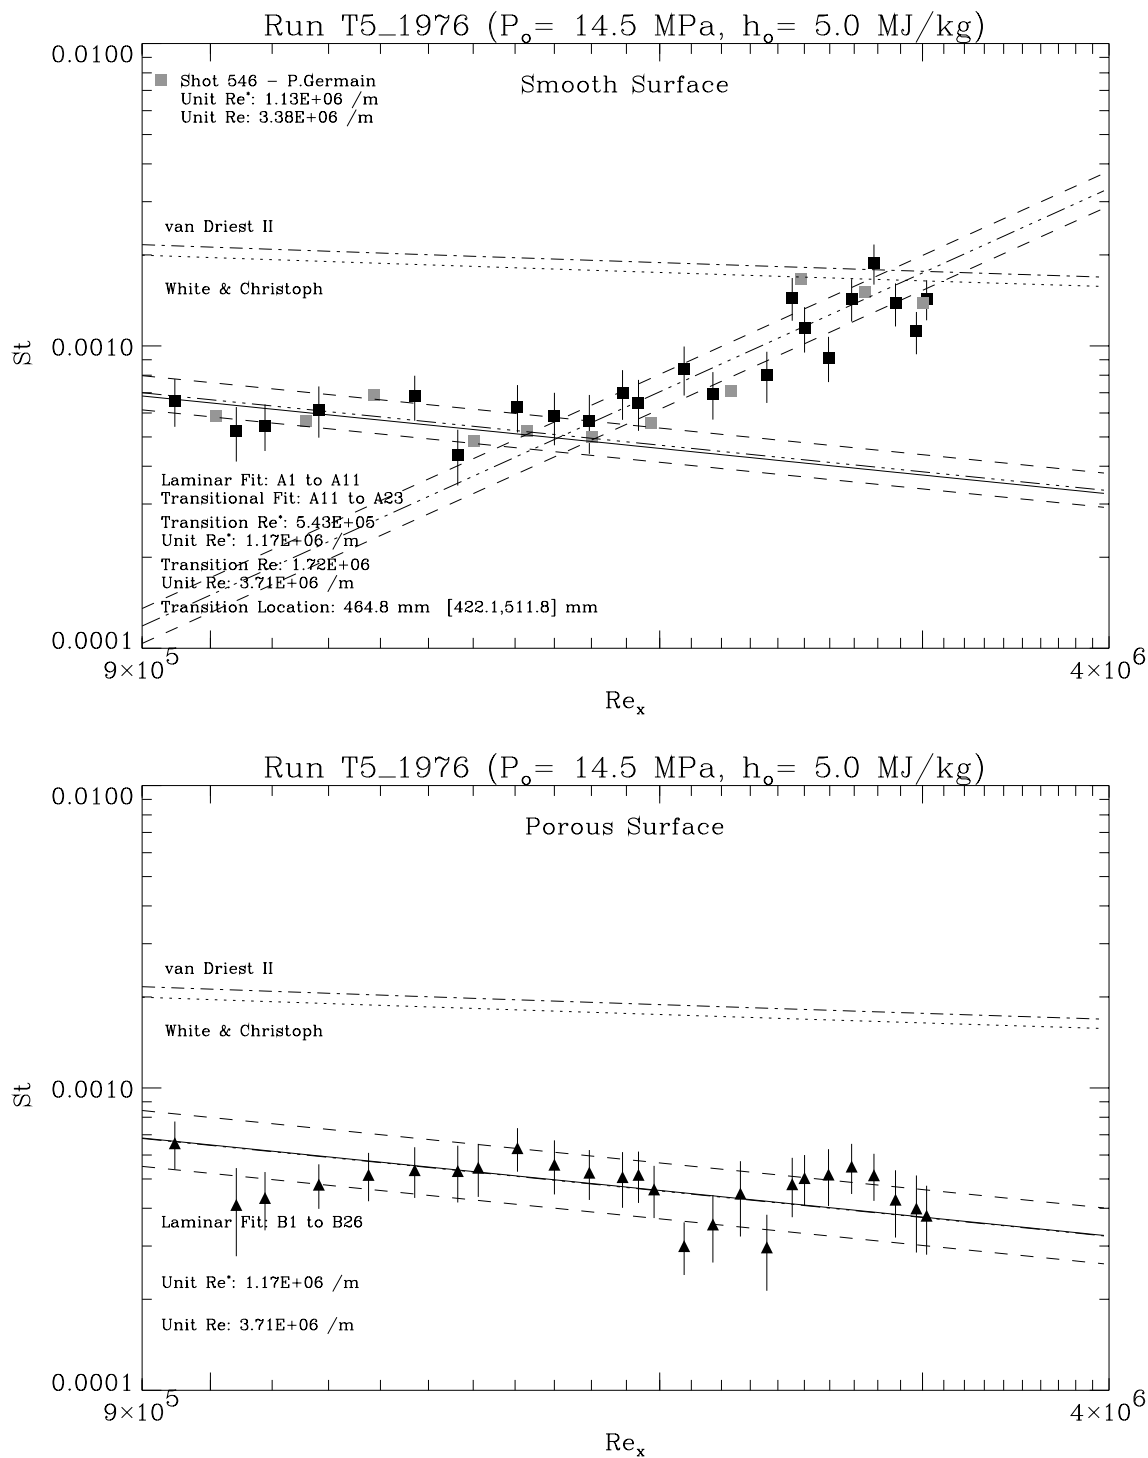 Run T5_1976 (Pₒ= 14.5 MPa, hₒ= 5.0 MJ/kg)
0.0100
Smooth Surface
Shot 546 - P.Germain
Unit Re*: 1.13E+06 /m
Unit Re: 3.38E+06 /m
van Driest II
White & Christoph
0.0010
St
Laminar Fit: A1 to A11
Transitional Fit: A11 to A23
Transition Re*: 5.43E+05
Unit Re*: 1.17E+06 /m
Transition Re: 1.72E+06
Unit Re: 3.71E+06 /m
Transition Location: 464.8 mm [422.1,511.8] mm
0.0001
9×10⁵ 4×10⁶
Reₓ
Run T5_1976 (Pₒ= 14.5 MPa, hₒ= 5.0 MJ/kg)
0.0100
Porous Surface
van Driest II
White & Christoph
0.0010
St
Laminar Fit: B1 to B26
Unit Re*: 1.17E+06 /m
Unit Re: 3.71E+06 /m
0.0001
9×10⁵ 4×10⁶
Reₓ